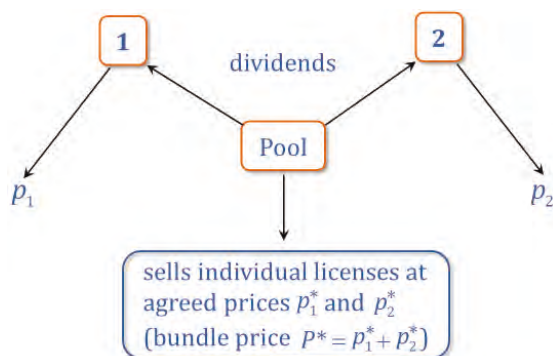 1
2
dividends
Pool
p₁
p₂
sells individual licenses at
agreed prices p₁* and p₂*
(bundle price P* = p₁* + p₂*)